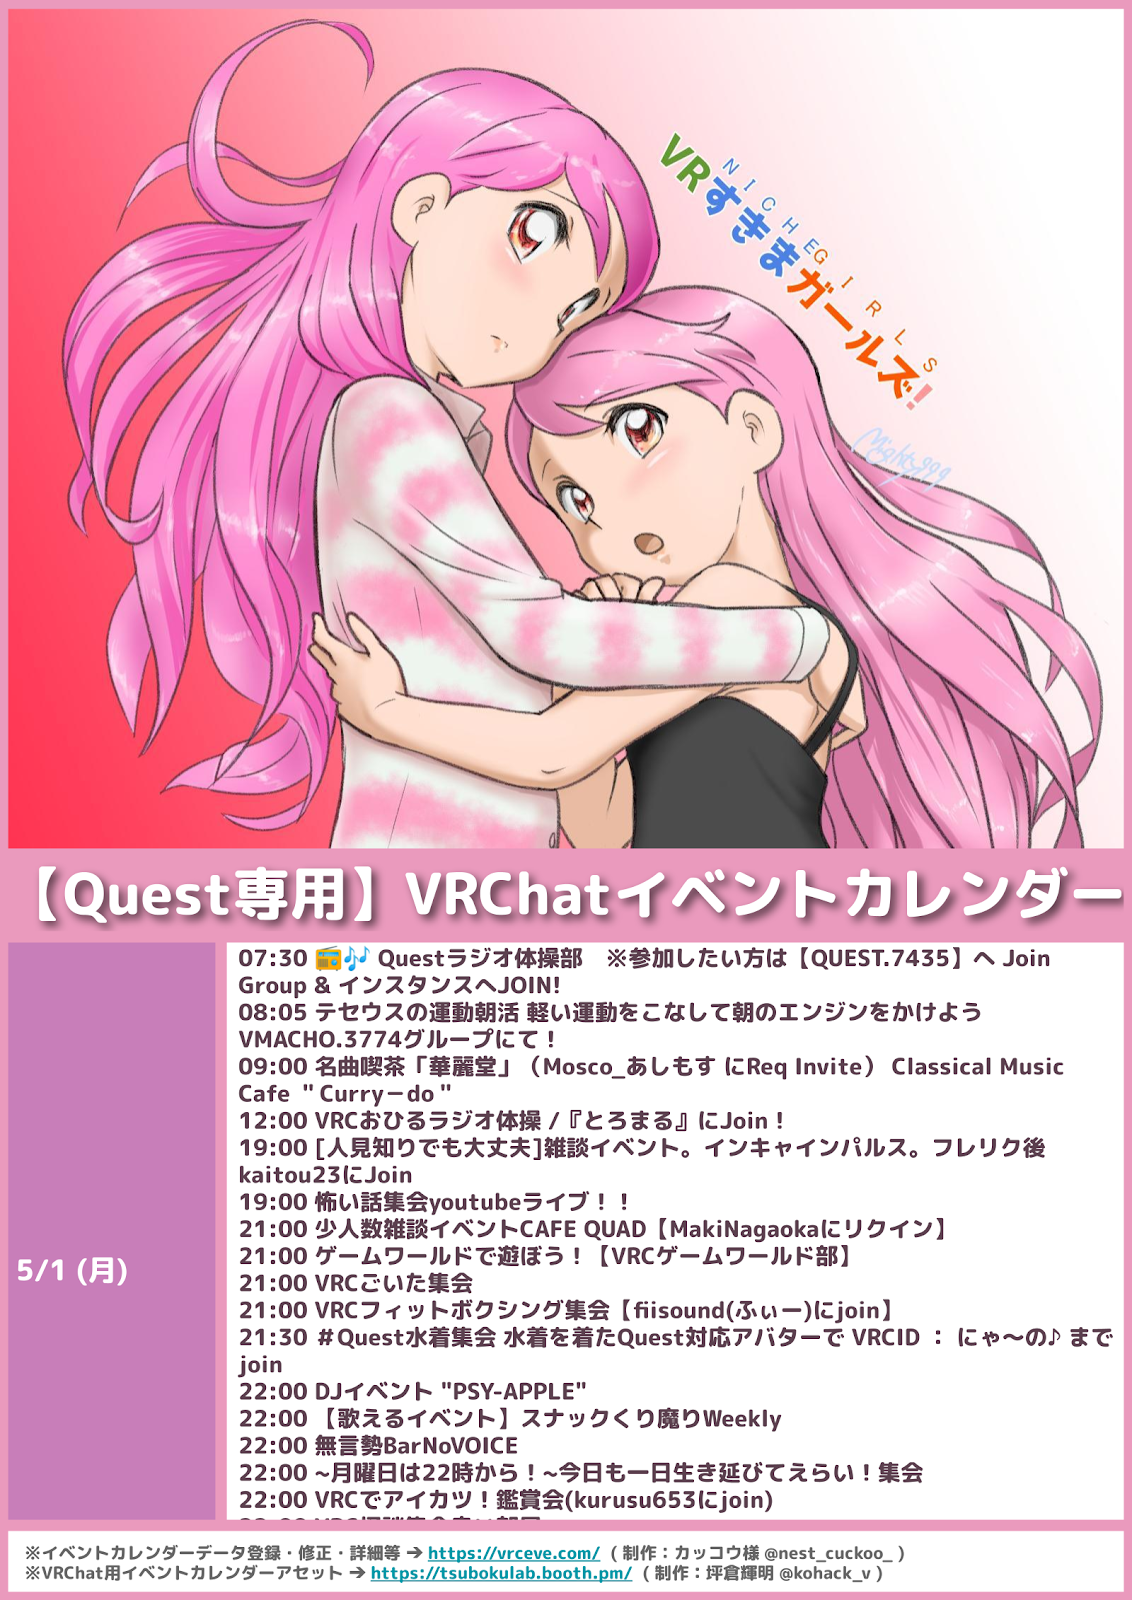 VRすきまガールズ!
NICHE GIRLS
Mighty999
【Quest専用】VRChatイベントカレンダー
5/1 (月)
07:30 📻🎶 Questラジオ体操部　※参加したい方は【QUEST.7435】へ Join
Group & インスタンスへJOIN!
08:05 テセウスの運動朝活 軽い運動をこなして朝のエンジンをかけよう
VMACHO.3774グループにて！
09:00 名曲喫茶「華麗堂」（Mosco_あしもす にReq Invite） Classical Music
Cafe ＂Curry－do＂
12:00 VRCおひるラジオ体操 /『とろまる』にJoin！
19:00 [人見知りでも大丈夫]雑談イベント。インキャインパルス。フレリク後
kaitou23にJoin
19:00 怖い話集会youtubeライブ！！
21:00 少人数雑談イベントCAFE QUAD【MakiNagaokaにリクイン】
21:00 ゲームワールドで遊ぼう！【VRCゲームワールド部】
21:00 VRCごいた集会
21:00 VRCフィットボクシング集会【fiisound(ふぃー)にjoin】
21:30 ＃Quest水着集会 水着を着たQuest対応アバターで VRCID ： にゃ～の♪ まで
join
22:00 DJイベント "PSY-APPLE"
22:00 【歌えるイベント】スナックくり魔りWeekly
22:00 無言勢BarNoVOICE
22:00 ~月曜日は22時から！~今日も一日生き延びてえらい！集会
22:00 VRCでアイカツ！鑑賞会(kurusu653にjoin)
※イベントカレンダーデータ登録・修正・詳細等 ➔ https://vrceve.com/ （ 制作：カッコウ様 @nest_cuckoo_ ）
※VRChat用イベントカレンダーアセット ➔ https://tsubokulab.booth.pm/ （ 制作：坪倉輝明 @kohack_v ）